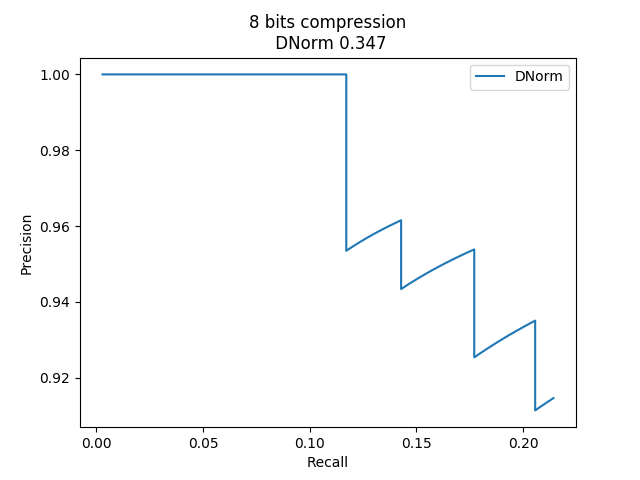 8 bits compression
DNorm 0.347
DNorm
1.00
0.98
0.96
0.94
0.92
Precision
0.00
0.05
0.10
0.15
0.20
Recall